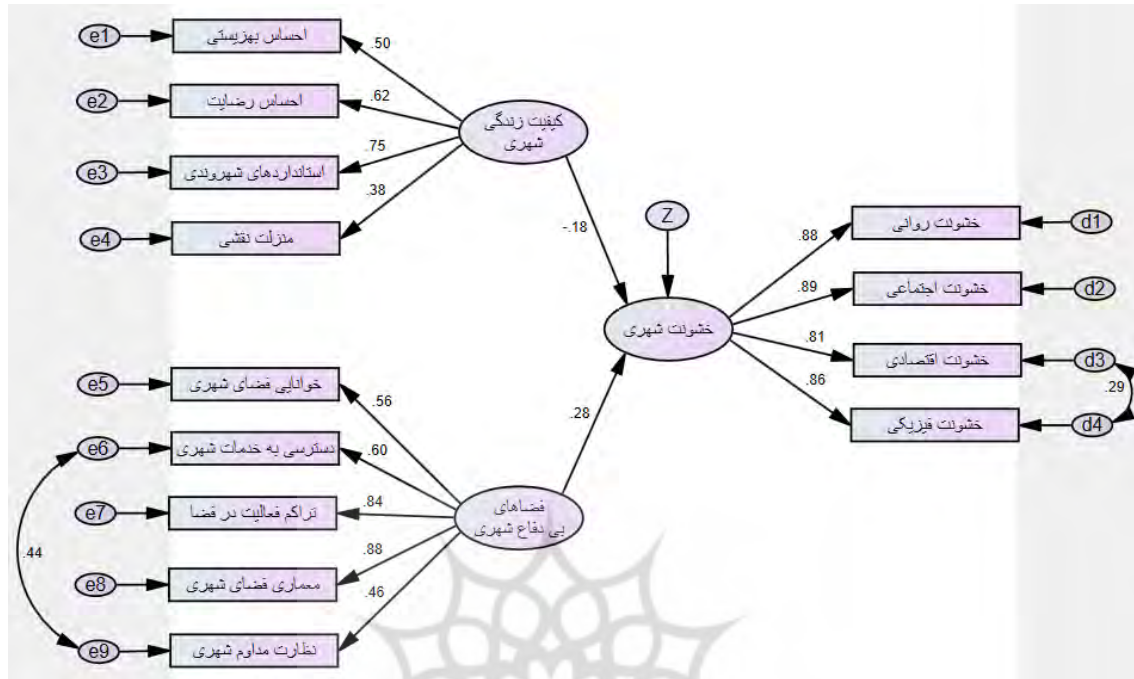 e1
احساس بهزیستی
.50
e2
احساس رضایت
.62
e3
استانداردهای شهروندی
.75
e4
منزلت نقشی
.38
کیفیت زندگی
شهری
-.18
Z
خشونت شهری
.88
خشونت روانی
d1
.89
خشونت اجتماعی
d2
.81
خشونت اقتصادی
d3
.86
خشونت فیزیکی
d4
.29
.28
e5
خوانایی فضای شهری
.56
e6
دسترسی به خدمات شهری
.60
e7
تراکم فعالیت در فضا
.84
e8
معماری فضای شهری
.88
e9
نظارت مداوم شهری
.46
.44
فضاهای
بی دفاع شهری